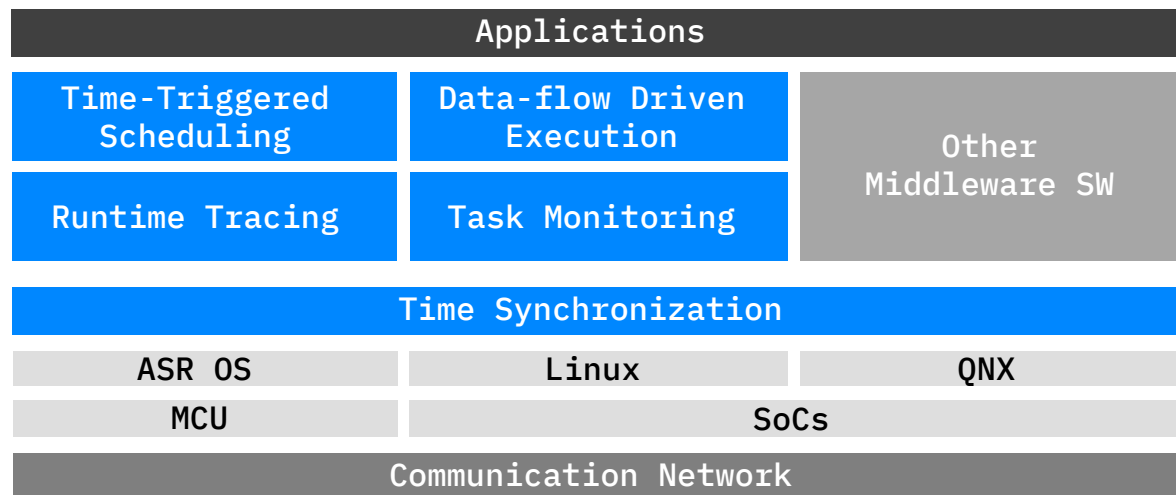 Applications
Time-Triggered
Scheduling
Data-flow Driven
Execution
Other
Middleware SW
Runtime Tracing
Task Monitoring
Time Synchronization
ASR OS
Linux
QNX
MCU
SoCs
Communication Network